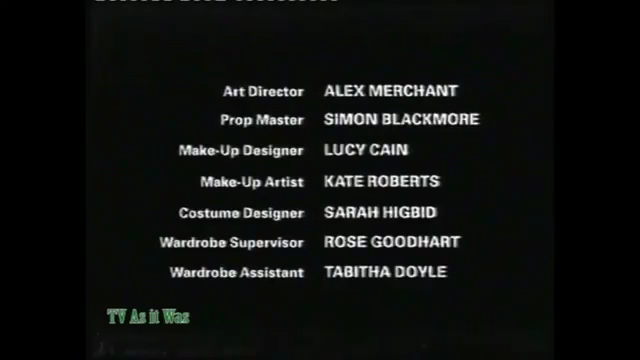 Art Director ALEX MERCHANT
Prop Master SIMON BLACKMORE
Make-Up Designer LUCY CAIN
Make-Up Artist KATE ROBERTS
Costume Designer SARAH HIGBID
Wardrobe Supervisor ROSE GOODHART
Wardrobe Assistant TABITHA DOYLE
TV As it Was